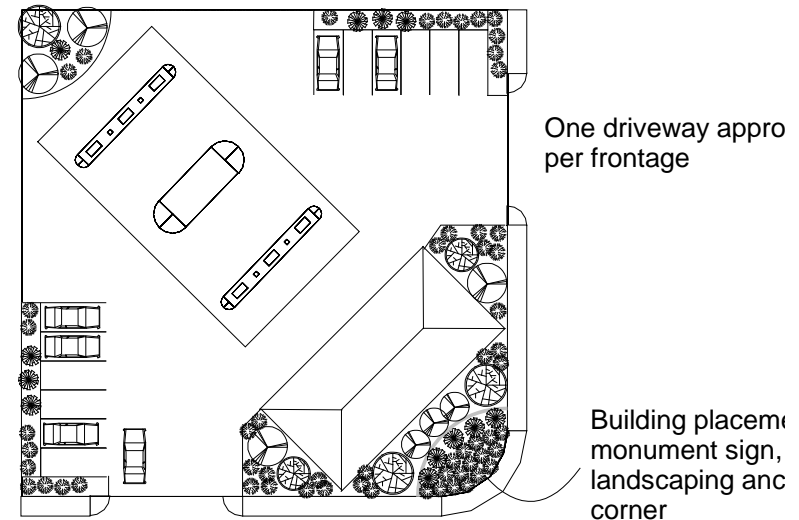 One driveway appro
per frontage
Building placeme
monument sign,
landscaping anc
corner